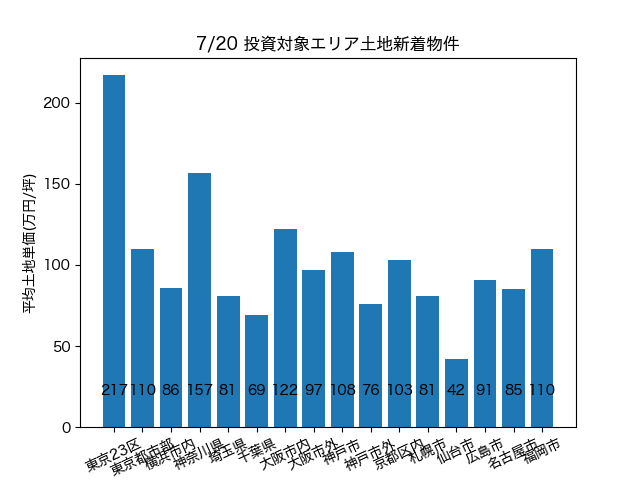 7/20 投資対象エリア土地新着物件
平均土地単価(万円/坪)
200
150
100
50
0
217 110 86 157 81 69 122 97 108 76 103 81 42 91 85 110
東京23区 東京都市部 横浜市内 神奈川県 埼玉県 千葉県 大阪市内 大阪市外 神戸市 神戸市外 京都区内 札幌市 仙台市 広島市 名古屋市 福岡市